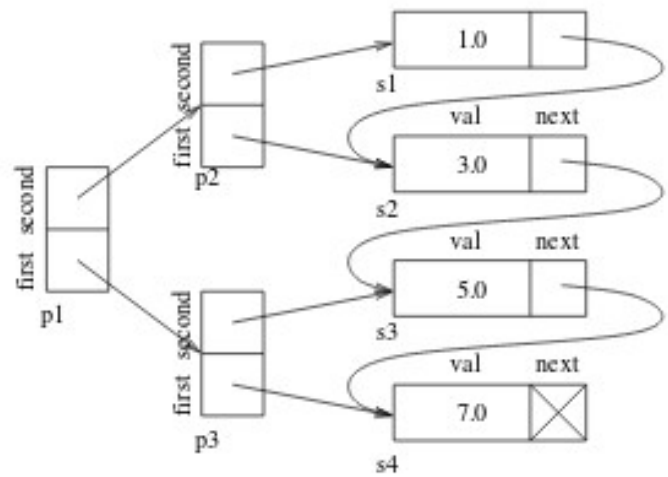 1.0
second
s1
first
val next
p2
3.0
second
s2
first
val next
p1
5.0
second
s3
first
val next
p3
7.0
s4